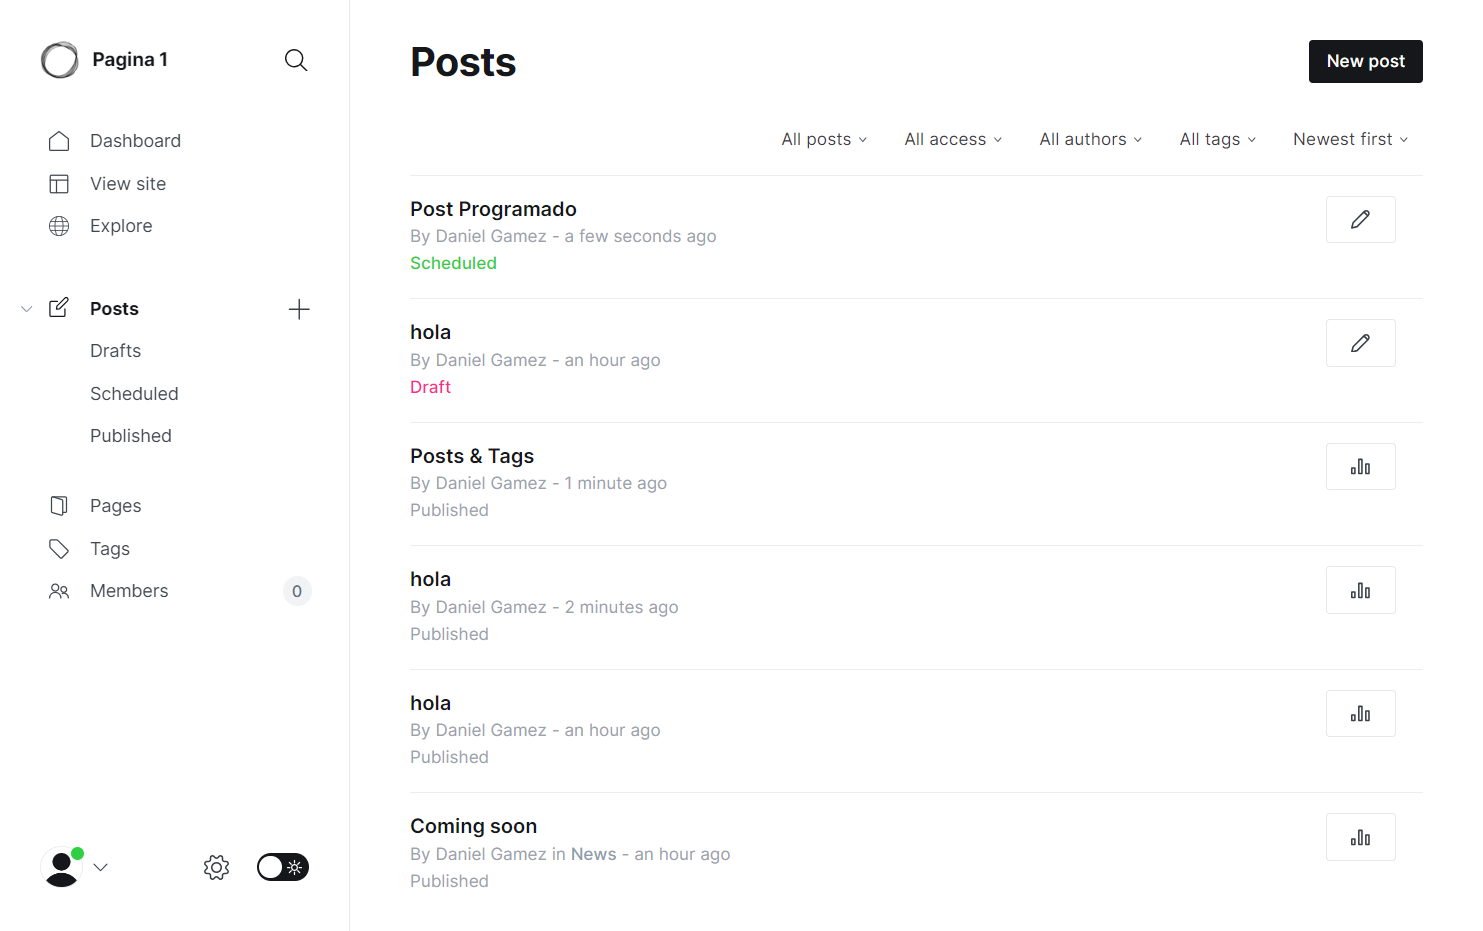 Pagina 1
Dashboard
View site
Explore
Posts
Drafts
Scheduled
Published
Pages
Tags
Members 0
Posts
New post
All posts All access All authors All tags Newest first
Post Programado
By Daniel Gamez - a few seconds ago
Scheduled
hola
By Daniel Gamez - an hour ago
Draft
Posts & Tags
By Daniel Gamez - 1 minute ago
Published
hola
By Daniel Gamez - 2 minutes ago
Published
hola
By Daniel Gamez - an hour ago
Published
Coming soon
By Daniel Gamez in News - an hour ago
Published